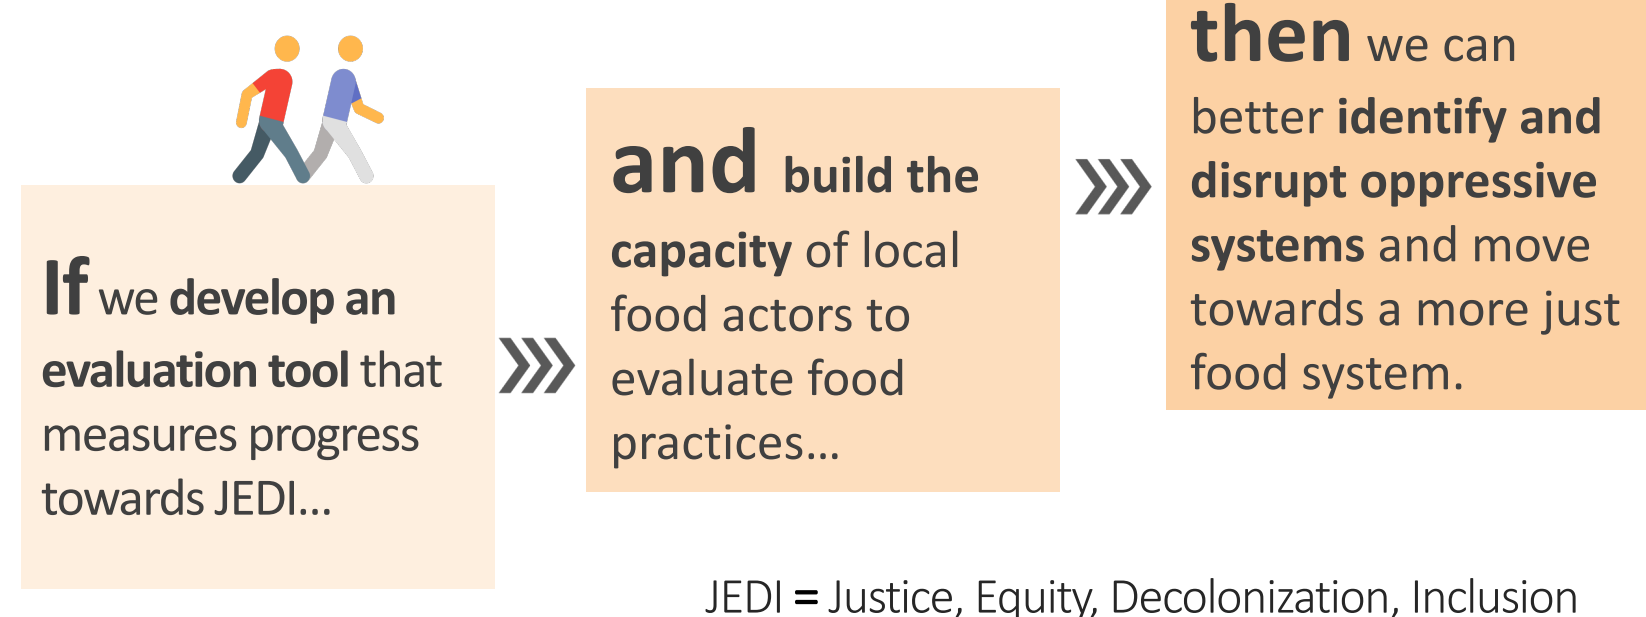 If we develop an
evaluation tool that
measures progress
towards JEDI...
and build the
capacity of local
food actors to
evaluate food
practices...
then we can
better identify and
disrupt oppressive
systems and move
towards a more just
food system.
JEDI = Justice, Equity, Decolonization, Inclusion